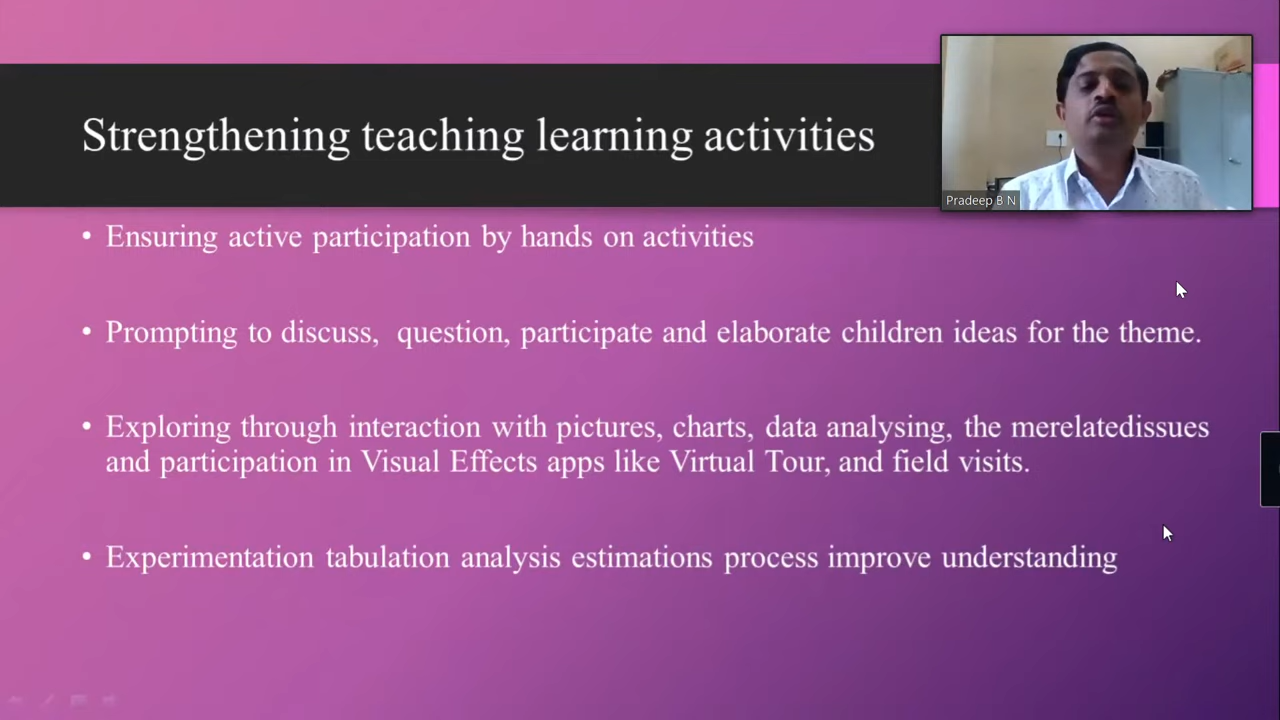 Strengthening teaching learning activities
Pradeep B N
• Ensuring active participation by hands on activities
• Prompting to discuss, question, participate and elaborate children ideas for the theme.
• Exploring through interaction with pictures, charts, data analysing, the merelatedissues
and participation in Visual Effects apps like Virtual Tour, and field visits.
• Experimentation tabulation analysis estimations process improve understanding